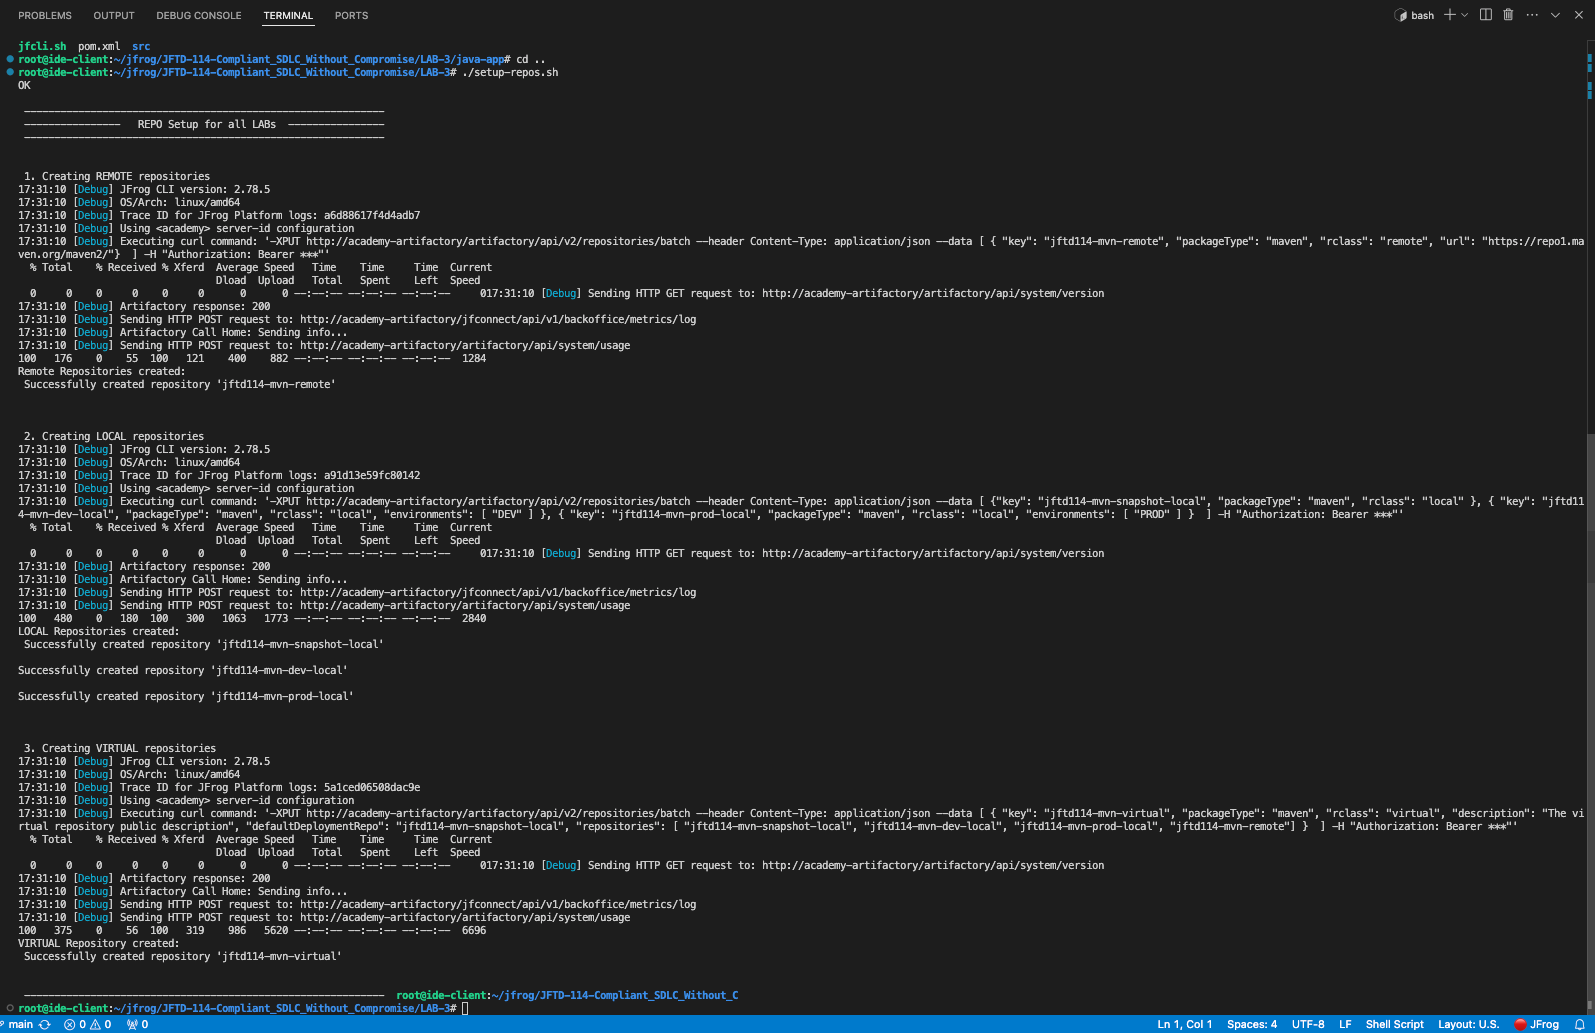 PROBLEMS OUTPUT DEBUG CONSOLE TERMINAL PORTS bash
jfcli.sh pom.xml src
root@ide-client:~/jfrog/JFTD-114-Compliant_SDLC_Without_Compromise/LAB-3/java-app# cd ..
root@ide-client:~/jfrog/JFTD-114-Compliant_SDLC_Without_Compromise/LAB-3# ./setup-repos.sh
OK
------------------------------------------------------------
---------------- REPO Setup for all LABs ----------------
------------------------------------------------------------
1. Creating REMOTE repositories
17:31:10 [Debug] JFrog CLI version: 2.78.5
17:31:10 [Debug] OS/Arch: linux/amd64
17:31:10 [Debug] Trace ID for JFrog Platform logs: a6d88617f4d4adb7
17:31:10 [Debug] Using <academy> server-id configuration
17:31:10 [Debug] Executing curl command: '-XPUT http://academy-artifactory/artifactory/api/v2/repositories/batch --header Content-Type: application/json --data [ { "key": "jftd114-mvn-remote", "packageType": "maven", "rclass": "remote", "url": "https://repo1.ma
ven.org/maven2/"} ] -H "Authorization: Bearer ***"'
% Total % Received % Xferd Average Speed Time Time Time Current
Dload Upload Total Spent Left Speed
0 0 0 0 0 0 0 0 --:--:-- --:--:-- --:--:-- 017:31:10 [Debug] Sending HTTP GET request to: http://academy-artifactory/artifactory/api/system/version
17:31:10 [Debug] Artifactory response: 200
17:31:10 [Debug] Sending HTTP POST request to: http://academy-artifactory/jfconnect/api/v1/backoffice/metrics/log
17:31:10 [Debug] Artifactory Call Home: Sending info...
17:31:10 [Debug] Sending HTTP POST request to: http://academy-artifactory/artifactory/api/system/usage
100 176 0 55 100 121 400 882 --:--:-- --:--:-- --:--:-- 1284
Remote Repositories created:
Successfully created repository 'jftd114-mvn-remote'
2. Creating LOCAL repositories
17:31:10 [Debug] JFrog CLI version: 2.78.5
17:31:10 [Debug] OS/Arch: linux/amd64
17:31:10 [Debug] Trace ID for JFrog Platform logs: a91d13e59fc80142
17:31:10 [Debug] Using <academy> server-id configuration
17:31:10 [Debug] Executing curl command: '-XPUT http://academy-artifactory/artifactory/api/v2/repositories/batch --header Content-Type: application/json --data [ {"key": "jftd114-mvn-snapshot-local", "packageType": "maven", "rclass": "local" }, { "key": "jftd11
4-mvn-dev-local", "packageType": "maven", "rclass": "local", "environments": [ "DEV" ] }, { "key": "jftd114-mvn-prod-local", "packageType": "maven", "rclass": "local", "environments": [ "PROD" ] } ] -H "Authorization: Bearer ***"'
% Total % Received % Xferd Average Speed Time Time Time Current
Dload Upload Total Spent Left Speed
0 0 0 0 0 0 0 0 --:--:-- --:--:-- --:--:-- 017:31:10 [Debug] Sending HTTP GET request to: http://academy-artifactory/artifactory/api/system/version
17:31:10 [Debug] Artifactory response: 200
17:31:10 [Debug] Artifactory Call Home: Sending info...
17:31:10 [Debug] Sending HTTP POST request to: http://academy-artifactory/jfconnect/api/v1/backoffice/metrics/log
17:31:10 [Debug] Sending HTTP POST request to: http://academy-artifactory/artifactory/api/system/usage
100 480 0 180 100 300 1063 1773 --:--:-- --:--:-- --:--:-- 2840
LOCAL Repositories created:
Successfully created repository 'jftd114-mvn-snapshot-local'
Successfully created repository 'jftd114-mvn-dev-local'
Successfully created repository 'jftd114-mvn-prod-local'
3. Creating VIRTUAL repositories
17:31:10 [Debug] JFrog CLI version: 2.78.5
17:31:10 [Debug] OS/Arch: linux/amd64
17:31:10 [Debug] Trace ID for JFrog Platform logs: 5a1ced06508dac9e
17:31:10 [Debug] Using <academy> server-id configuration
17:31:10 [Debug] Executing curl command: '-XPUT http://academy-artifactory/artifactory/api/v2/repositories/batch --header Content-Type: application/json --data [ { "key": "jftd114-mvn-virtual", "packageType": "maven", "rclass": "virtual", "description": "The vi
rtual repository public description", "defaultDeploymentRepo": "jftd114-mvn-snapshot-local", "repositories": [ "jftd114-mvn-snapshot-local", "jftd114-mvn-dev-local", "jftd114-mvn-prod-local", "jftd114-mvn-remote"] } ] -H "Authorization: Bearer ***"'
% Total % Received % Xferd Average Speed Time Time Time Current
Dload Upload Total Spent Left Speed
0 0 0 0 0 0 0 0 --:--:-- --:--:-- --:--:-- 017:31:10 [Debug] Sending HTTP GET request to: http://academy-artifactory/artifactory/api/system/version
17:31:10 [Debug] Artifactory response: 200
17:31:10 [Debug] Artifactory Call Home: Sending info...
17:31:10 [Debug] Sending HTTP POST request to: http://academy-artifactory/jfconnect/api/v1/backoffice/metrics/log
17:31:10 [Debug] Sending HTTP POST request to: http://academy-artifactory/artifactory/api/system/usage
100 375 0 56 100 319 986 5620 --:--:-- --:--:-- --:--:-- 6696
VIRTUAL Repository created:
Successfully created repository 'jftd114-mvn-virtual'
------------------------------------------------------------ root@ide-client:~/jfrog/JFTD-114-Compliant_SDLC_Without_C
root@ide-client:~/jfrog/JFTD-114-Compliant_SDLC_Without_Compromise/LAB-3#
main 0 0 0 Ln 1, Col 1 Spaces: 4 UTF-8 LF Shell Script Layout: U.S. JFrog